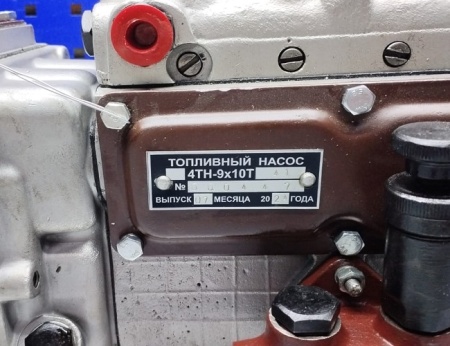 ТОПЛИВНЫЙ НАСОС
4ТН-9х10Т
№
ВЫПУСК МЕСЯЦА 20 ГОДА